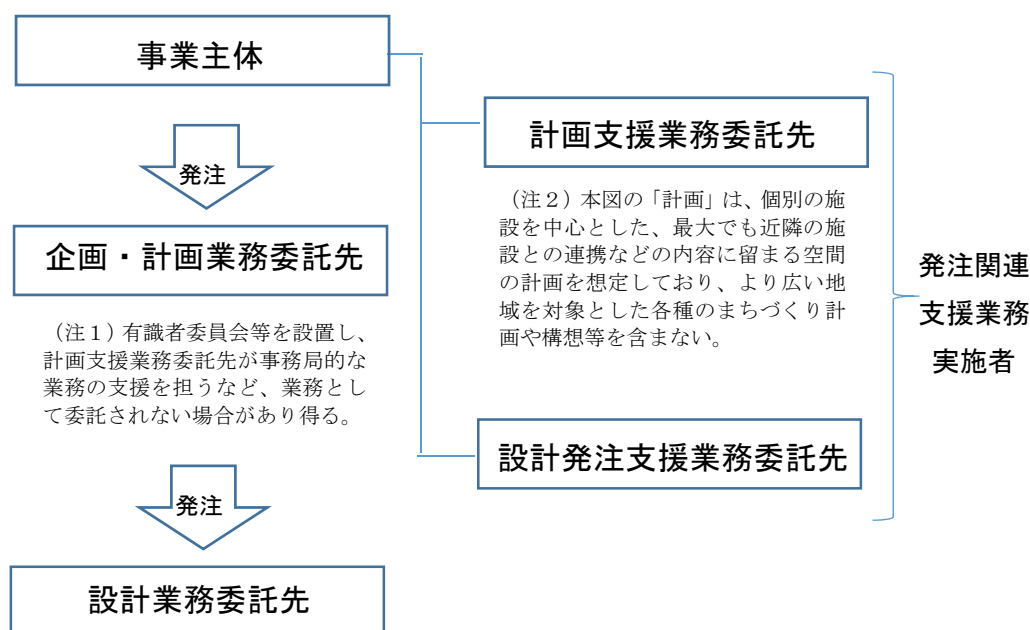 事業主体
発注
企画・計画業務委託先
（注１）有識者委員会等を設置し、
計画支援業務委託先が事務局的な
業務の支援を担うなど、業務とし
て委託されない場合があり得る。
発注
設計業務委託先
計画支援業務委託先
（注２）本図の「計画」は、個別の施
設を中心とした、最大でも近隣の施
設との連携などの内容に留まる空間
の計画を想定しており、より広い地
域を対象とした各種のまちづくり計
画や構想等を含まない。
設計発注支援業務委託先
発注関連
支援業務
実施者